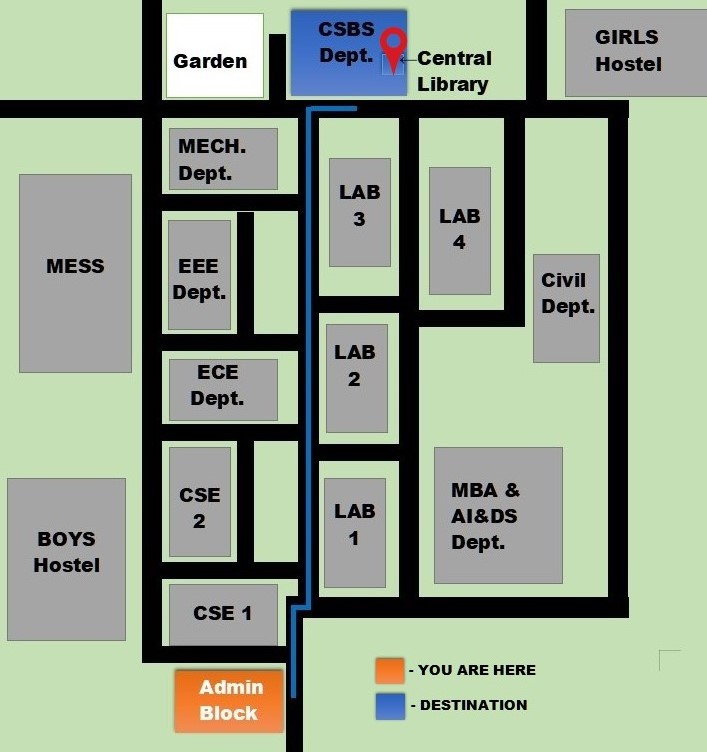 CSBS
Dept.
←Central
Library
Garden
GIRLS
Hostel
MECH.
Dept.
LAB
3
LAB
4
MESS
EEE
Dept.
Civil
Dept.
ECE
Dept.
LAB
2
CSE
2
LAB
1
MBA &
AI&DS
Dept.
BOYS
Hostel
CSE 1
Admin
Block
- YOU ARE HERE
- DESTINATION